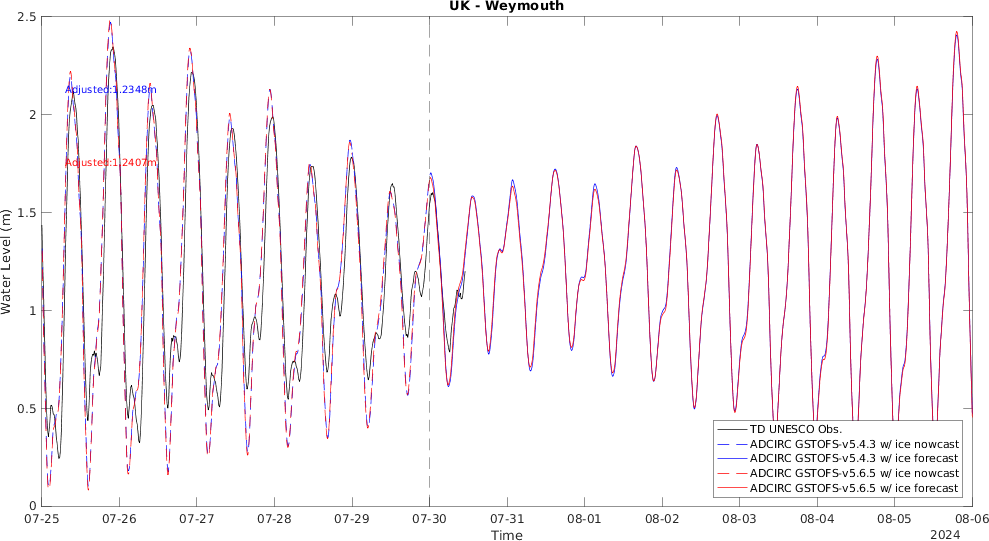 UK - Weymouth
2.5
2
1.5
1
0.5
0
Water Level (m)
Adjusted:1.2348m
Adjusted:1.2407m
TD UNESCO Obs.
ADCIRC GSTOFS-v5.4.3 w/ ice nowcast
ADCIRC GSTOFS-v5.4.3 w/ ice forecast
ADCIRC GSTOFS-v5.6.5 w/ ice nowcast
ADCIRC GSTOFS-v5.6.5 w/ ice forecast
07-25 07-26 07-27 07-28 07-29 07-30 07-31 08-01 08-02 08-03 08-04 08-05 08-06
Time
2024